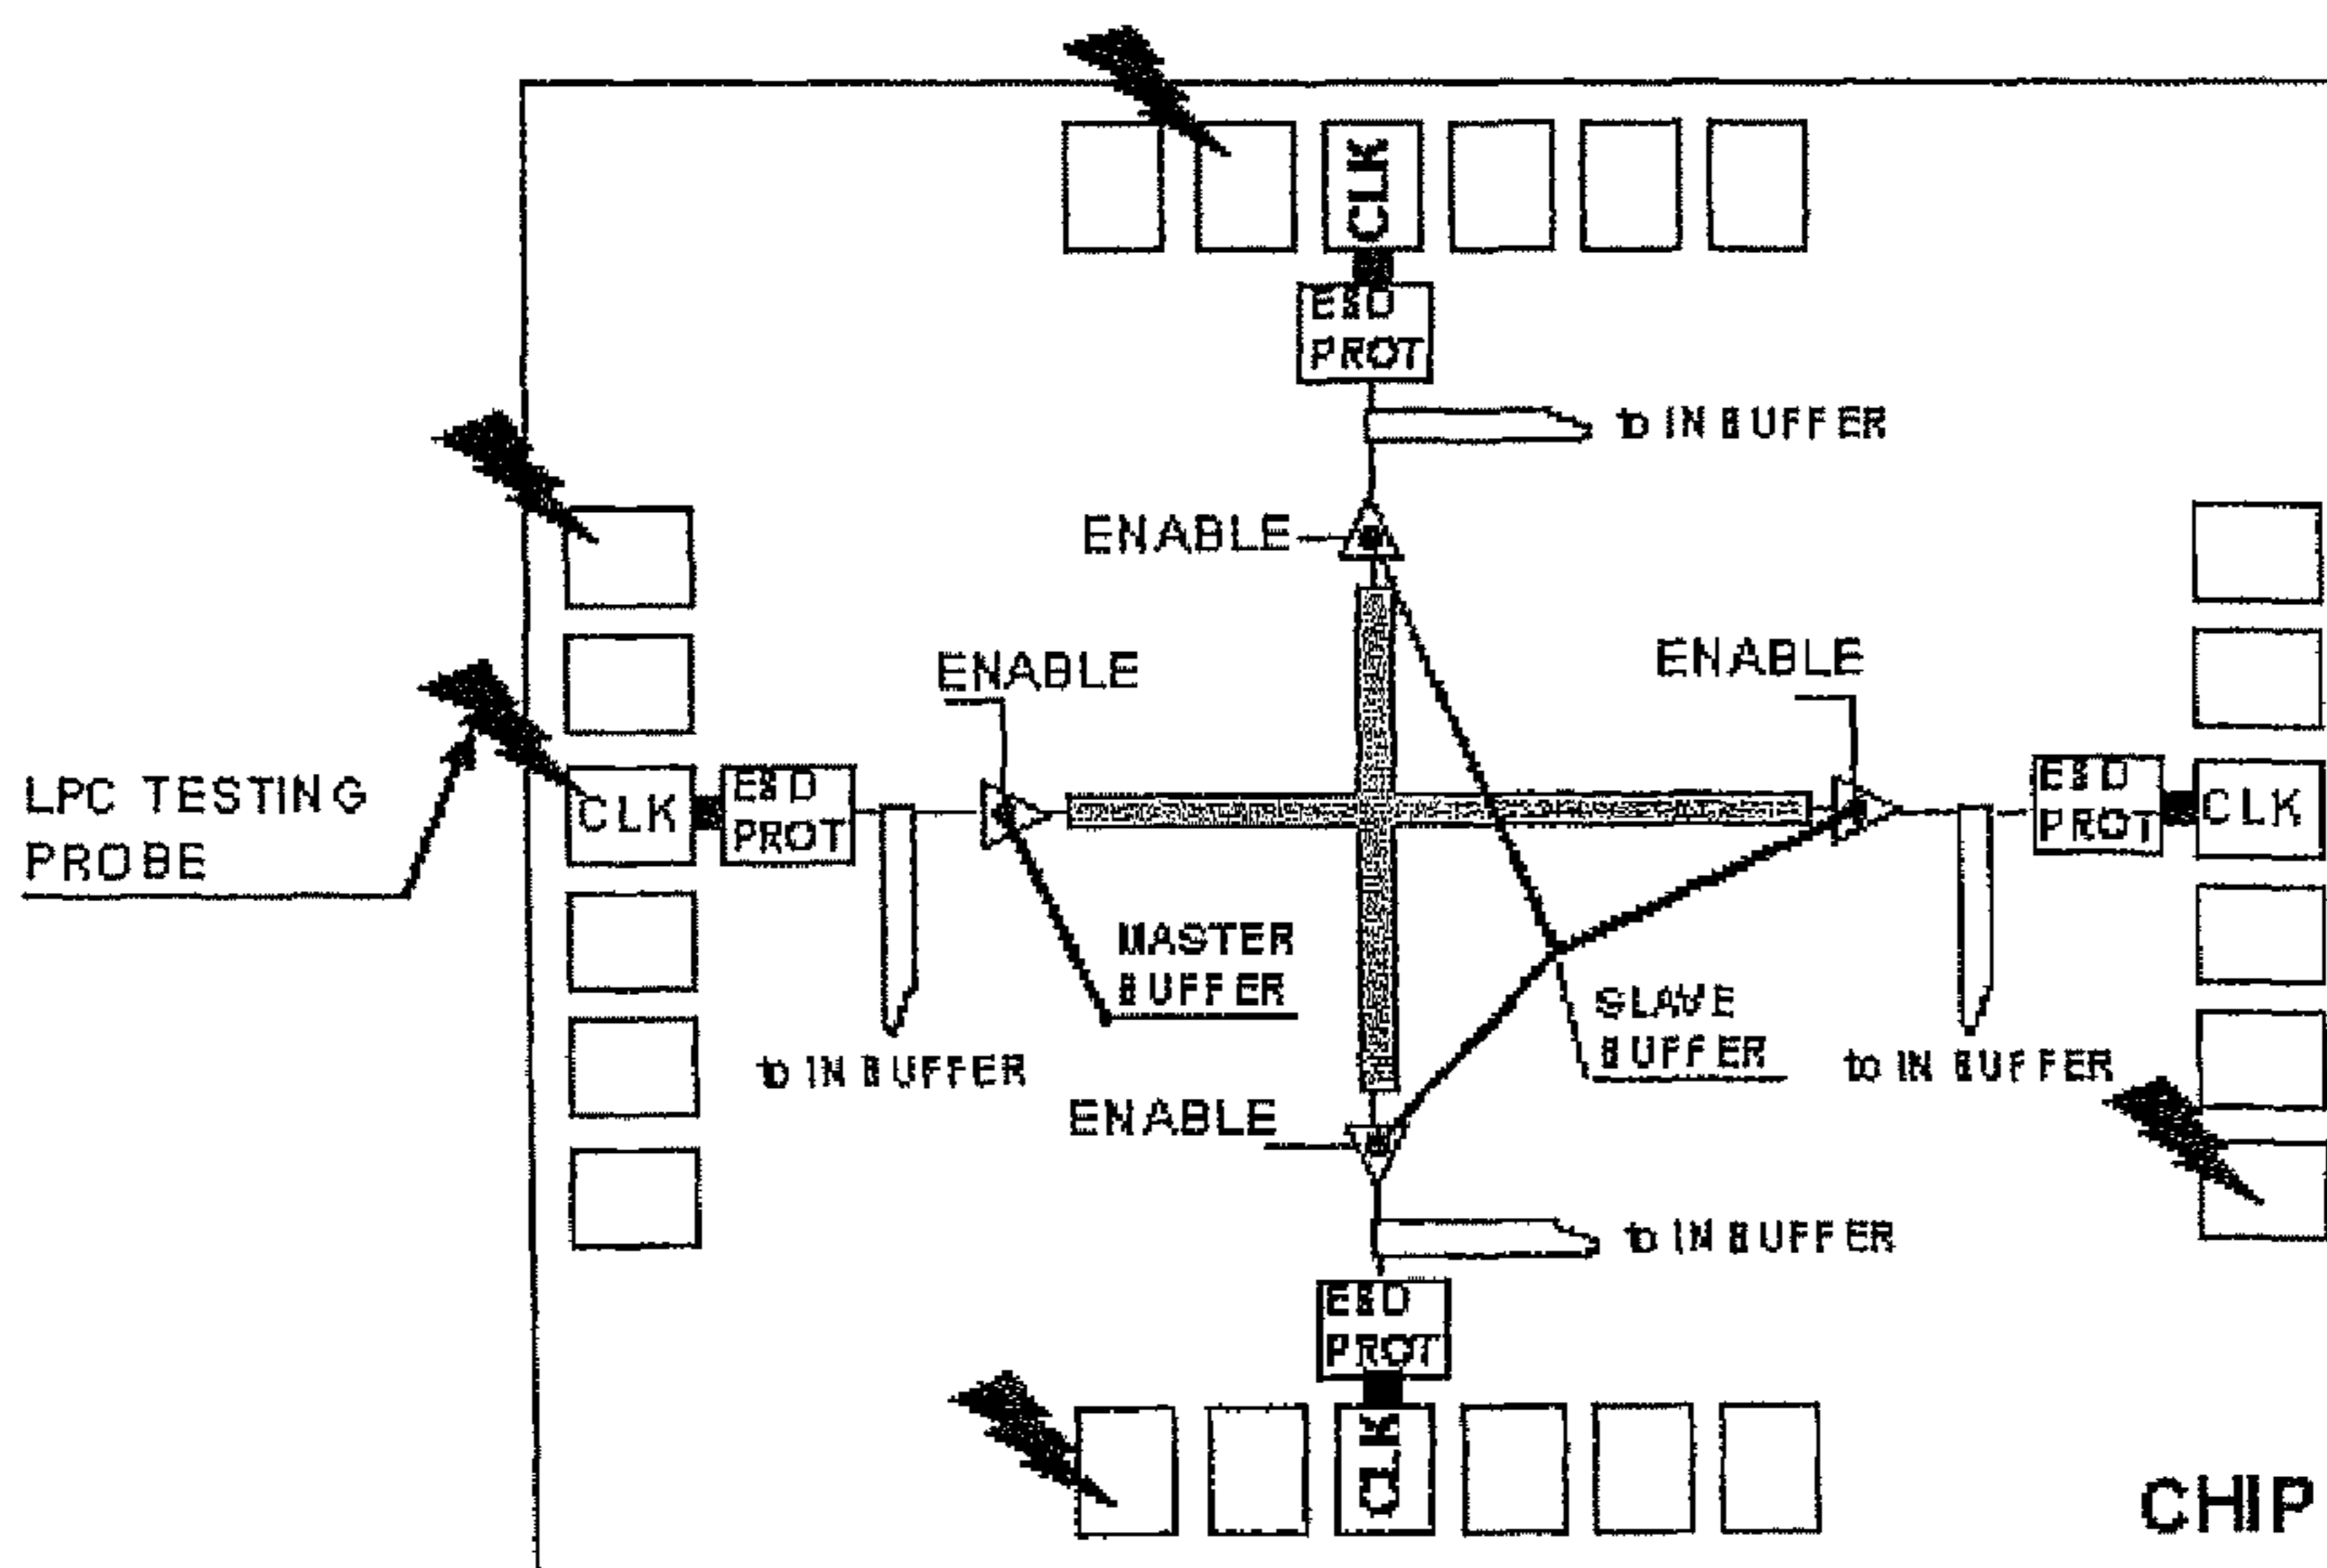 CLK
ESD
PROT
to IN BUFFER
ENABLE
ENABLE
ENABLE
LPC TESTING
PROBE
CLK
ESD
PROT
ESD
PROT
CLK
MASTER
BUFFER
SLAVE
BUFFER
to IN BUFFER
to IN BUFFER
ENABLE
to IN BUFFER
ESD
PROT
CLK
CHIP